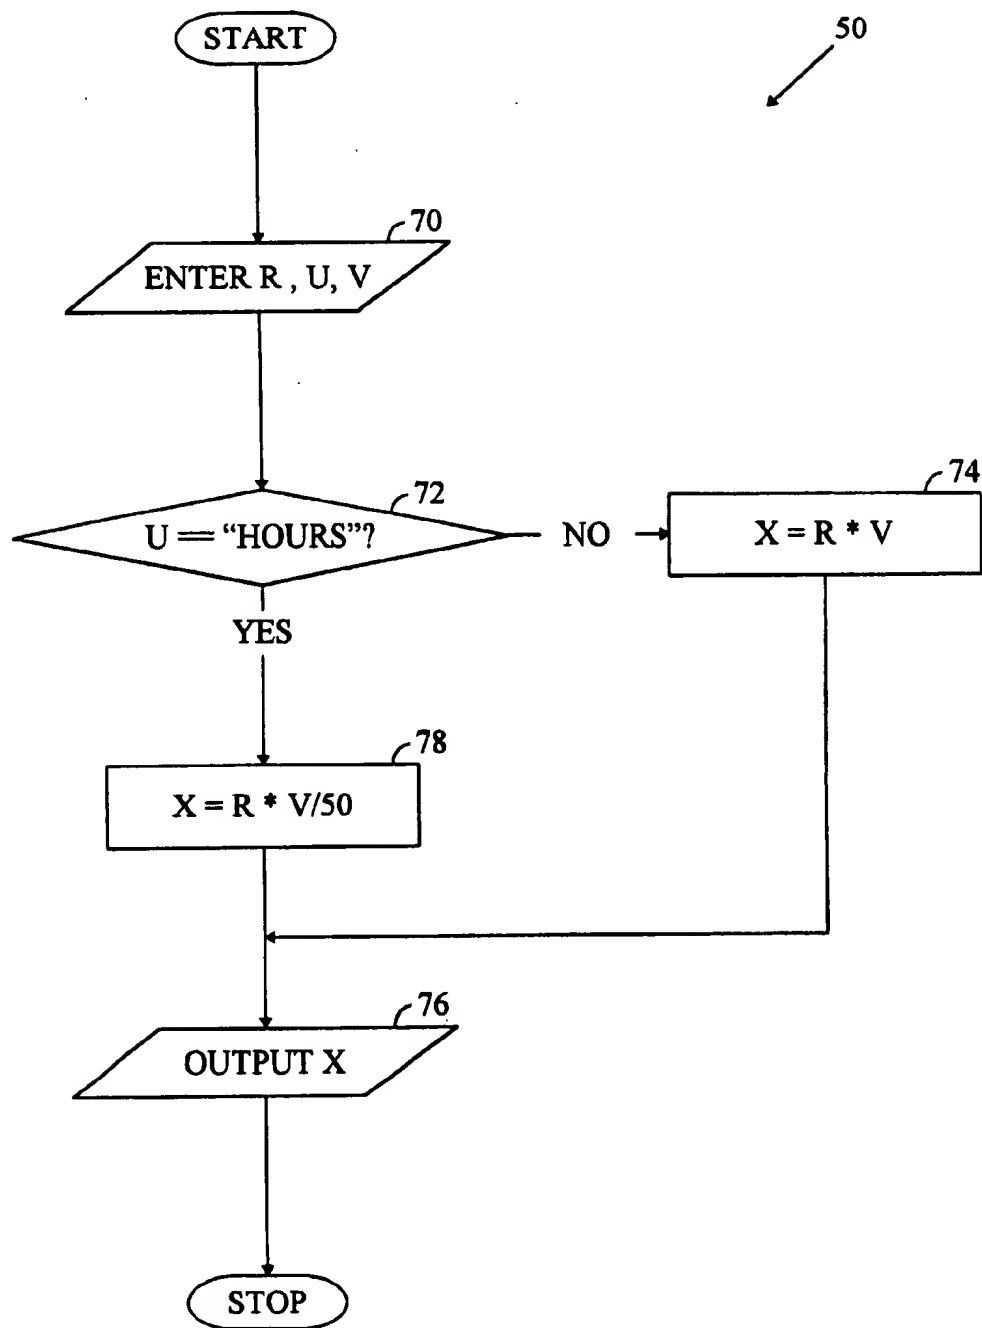 START
50
70
ENTER R , U, V
72
U == “HOURS”?
NO
74
X = R * V
YES
78
X = R * V/50
76
OUTPUT X
STOP